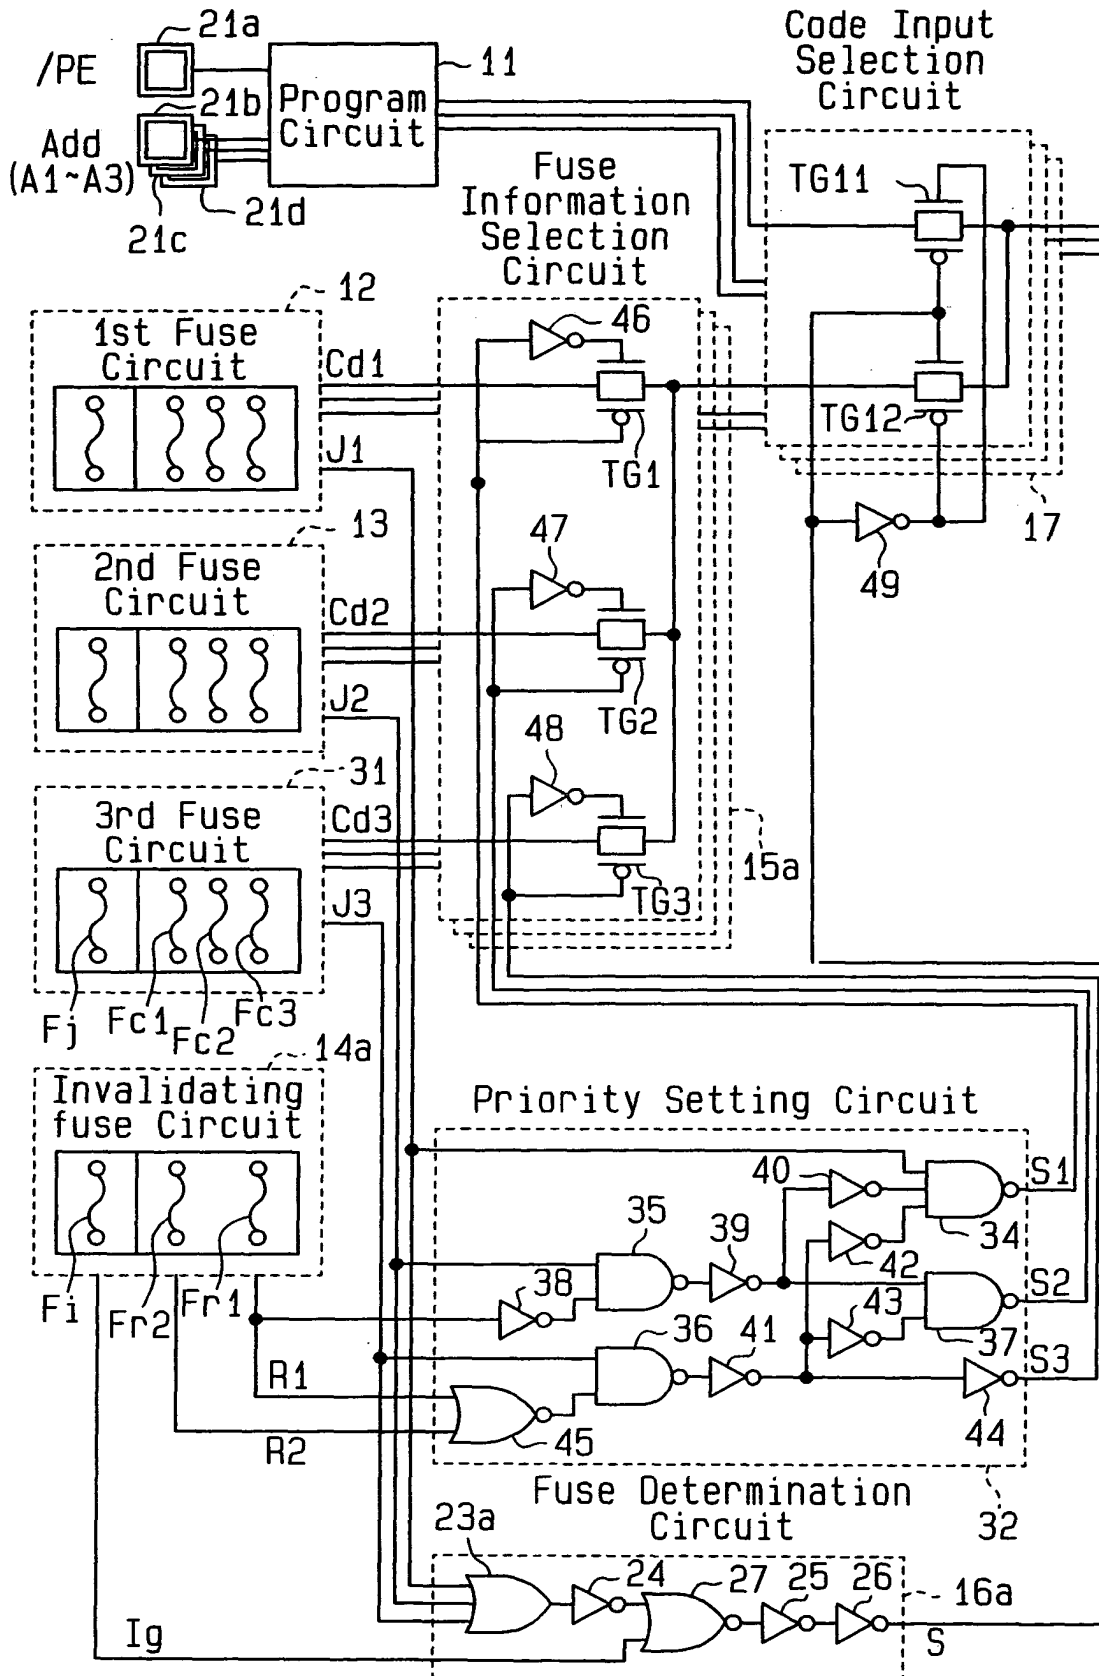 21a
/PE
21b
Add
(A1~A3)
21c
21d
Program
Circuit
11
Code Input
Selection
Circuit
TG11
TG12
17
49
Fuse
Information
Selection
Circuit
12
1st Fuse
Circuit
Cd1
J1
46
TG1
13
2nd Fuse
Circuit
Cd2
J2
47
TG2
31
3rd Fuse
Circuit
Cd3
J3
48
TG3
15a
Fj
Fc1
Fc2
Fc3
14a
Invalidating
fuse Circuit
Fi
Fr2
Fr1
R1
R2
Priority Setting Circuit
40
S1
34
35
39
42
38
43
S2
37
36
41
S3
44
45
32
Fuse Determination
Circuit
23a
24
27
25
26
16a
Ig
S